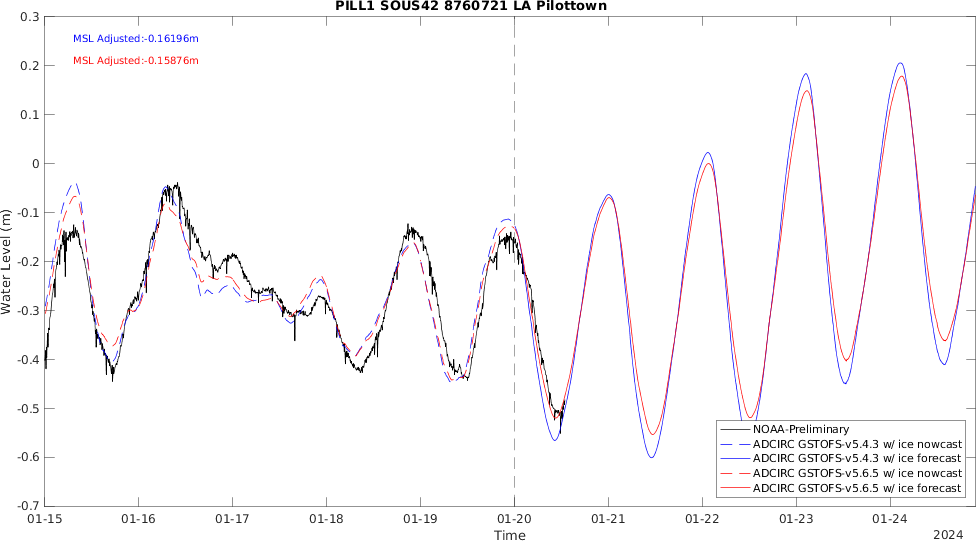 PILL1 SOUS42 8760721 LA Pilottown
MSL Adjusted:-0.16196m
MSL Adjusted:-0.15876m
0.3
0.2
0.1
0
-0.1
-0.2
-0.3
-0.4
-0.5
-0.6
-0.7
Water Level (m)
NOAA-Preliminary
ADCIRC GSTOFS-v5.4.3 w/ ice nowcast
ADCIRC GSTOFS-v5.4.3 w/ ice forecast
ADCIRC GSTOFS-v5.6.5 w/ ice nowcast
ADCIRC GSTOFS-v5.6.5 w/ ice forecast
01-15 01-16 01-17 01-18 01-19 01-20 01-21 01-22 01-23 01-24
Time
2024